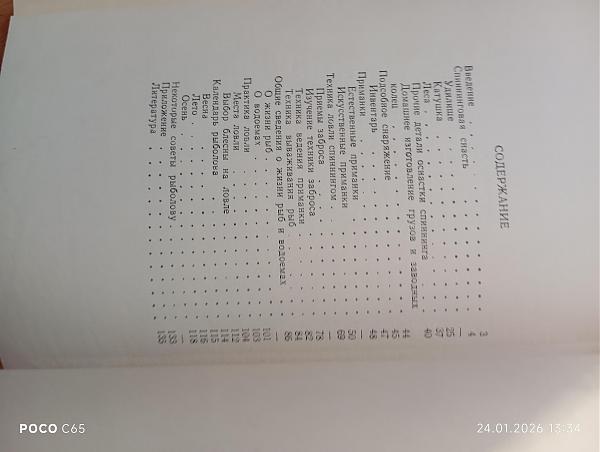 СОДЕРЖАНИЕ
Введение . . . . . . . . . . 3
Спиннинговая снасть . . . . . . . 4
Удилище . . . . . . . . . . —
Катушка . . . . . . . . . . 25
Леса . . . . . . . . . . 37
Прочие детали оснастки спиннинга . . . 40
Домашнее изготовление грузов и заводных
колец . . . . . . . . . . 44
Подсобное снаряжение . . . . . . 45
Инвентарь . . . . . . . . . 47
Приманки . . . . . . . . . 48
Естественные приманки . . . . . . —
Искусственные приманки . . . . . . 50
Техника ловли спиннингом . . . . . . 69
Приемы заброса . . . . . . . . —
Изучение техники заброса . . . . . . 78
Техника ведения приманки . . . . . . 82
Техника вываживания рыб . . . . . . 84
Общие сведения о жизни рыб и водоемах . . 86
О жизни рыб . . . . . . . . —
О водоемах . . . . . . . . . 101
Практика ловли . . . . . . . . 103
Места ловли . . . . . . . . . 104
Выбор блесны на ловле . . . . . . 112
Календарь рыболова . . . . . . . 114
Весна . . . . . . . . . . 115
Лето . . . . . . . . . . 116
Осень . . . . . . . . . . 118
Некоторые советы рыболову . . . . . . —
Приложение . . . . . . . . . 133
Литература . . . . . . . . . 135
POCO C65
24.01.2026 13:34